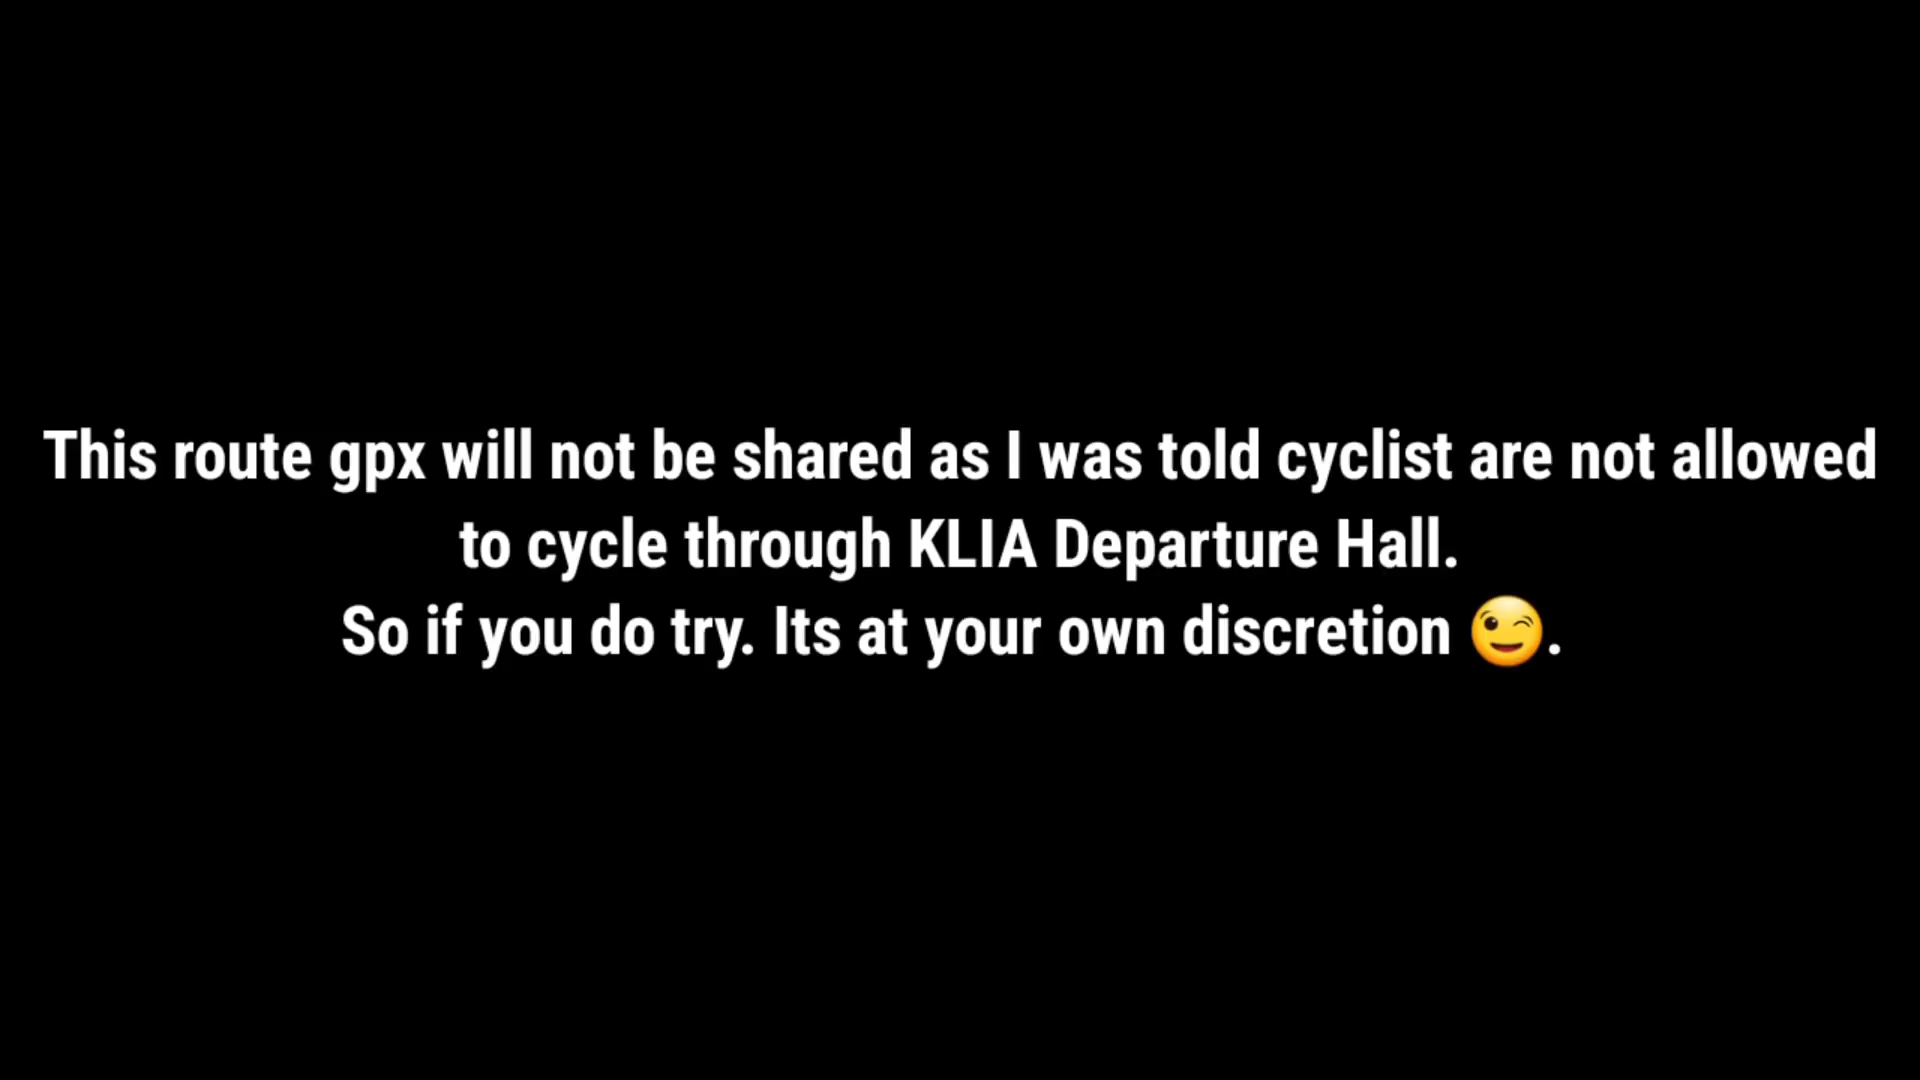 This route gpx will not be shared as I was told cyclist are not allowed
to cycle through KLIA Departure Hall.
So if you do try. Its at your own discretion 😉.